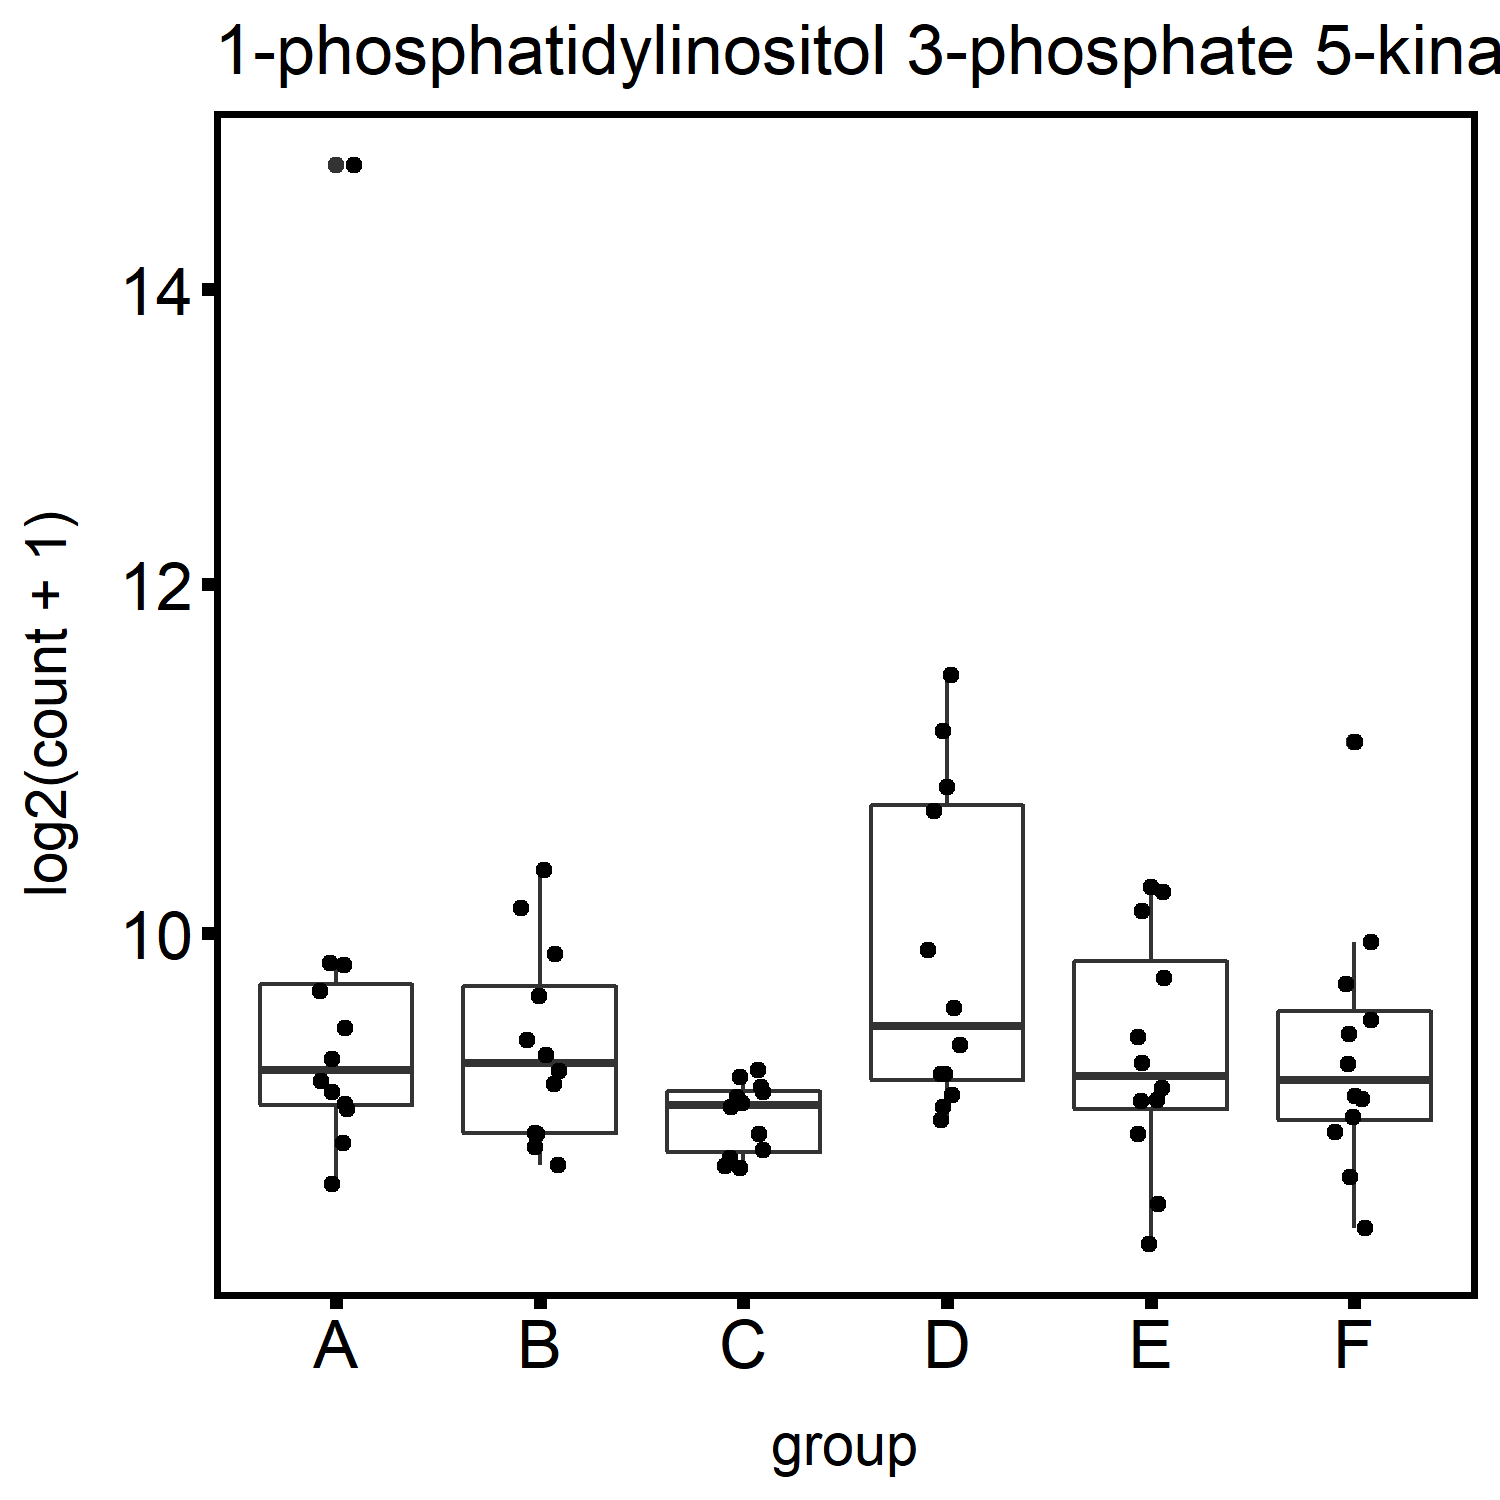 1-phosphatidylinositol 3-phosphate 5-kina
14
12
10
log2(count + 1)
A B C D E F
group